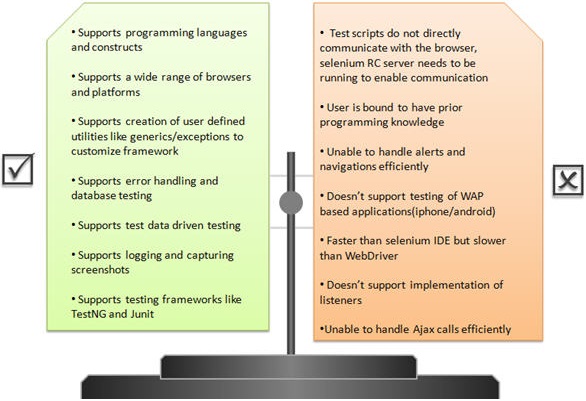 • Supports programming languages
and constructs
• Supports a wide range of browsers
and platforms
• Supports creation of user defined
utilities like generics/exceptions to
customize framework
• Supports error handling and
database testing
• Supports test data driven testing
• Supports logging and capturing
screenshots
• Supports testing frameworks like
TestNG and Junit
• Test scripts do not directly
communicate with the browser,
selenium RC server needs to be
running to enable communication
• User is bound to have prior
programming knowledge
• Unable to handle alerts and
navigations efficiently
• Doesn't support testing of WAP
based applications(iphone/android)
• Faster than selenium IDE but slower
than WebDriver
• Doesn't support implementation of
listeners
•Unable to handle Ajax calls efficiently